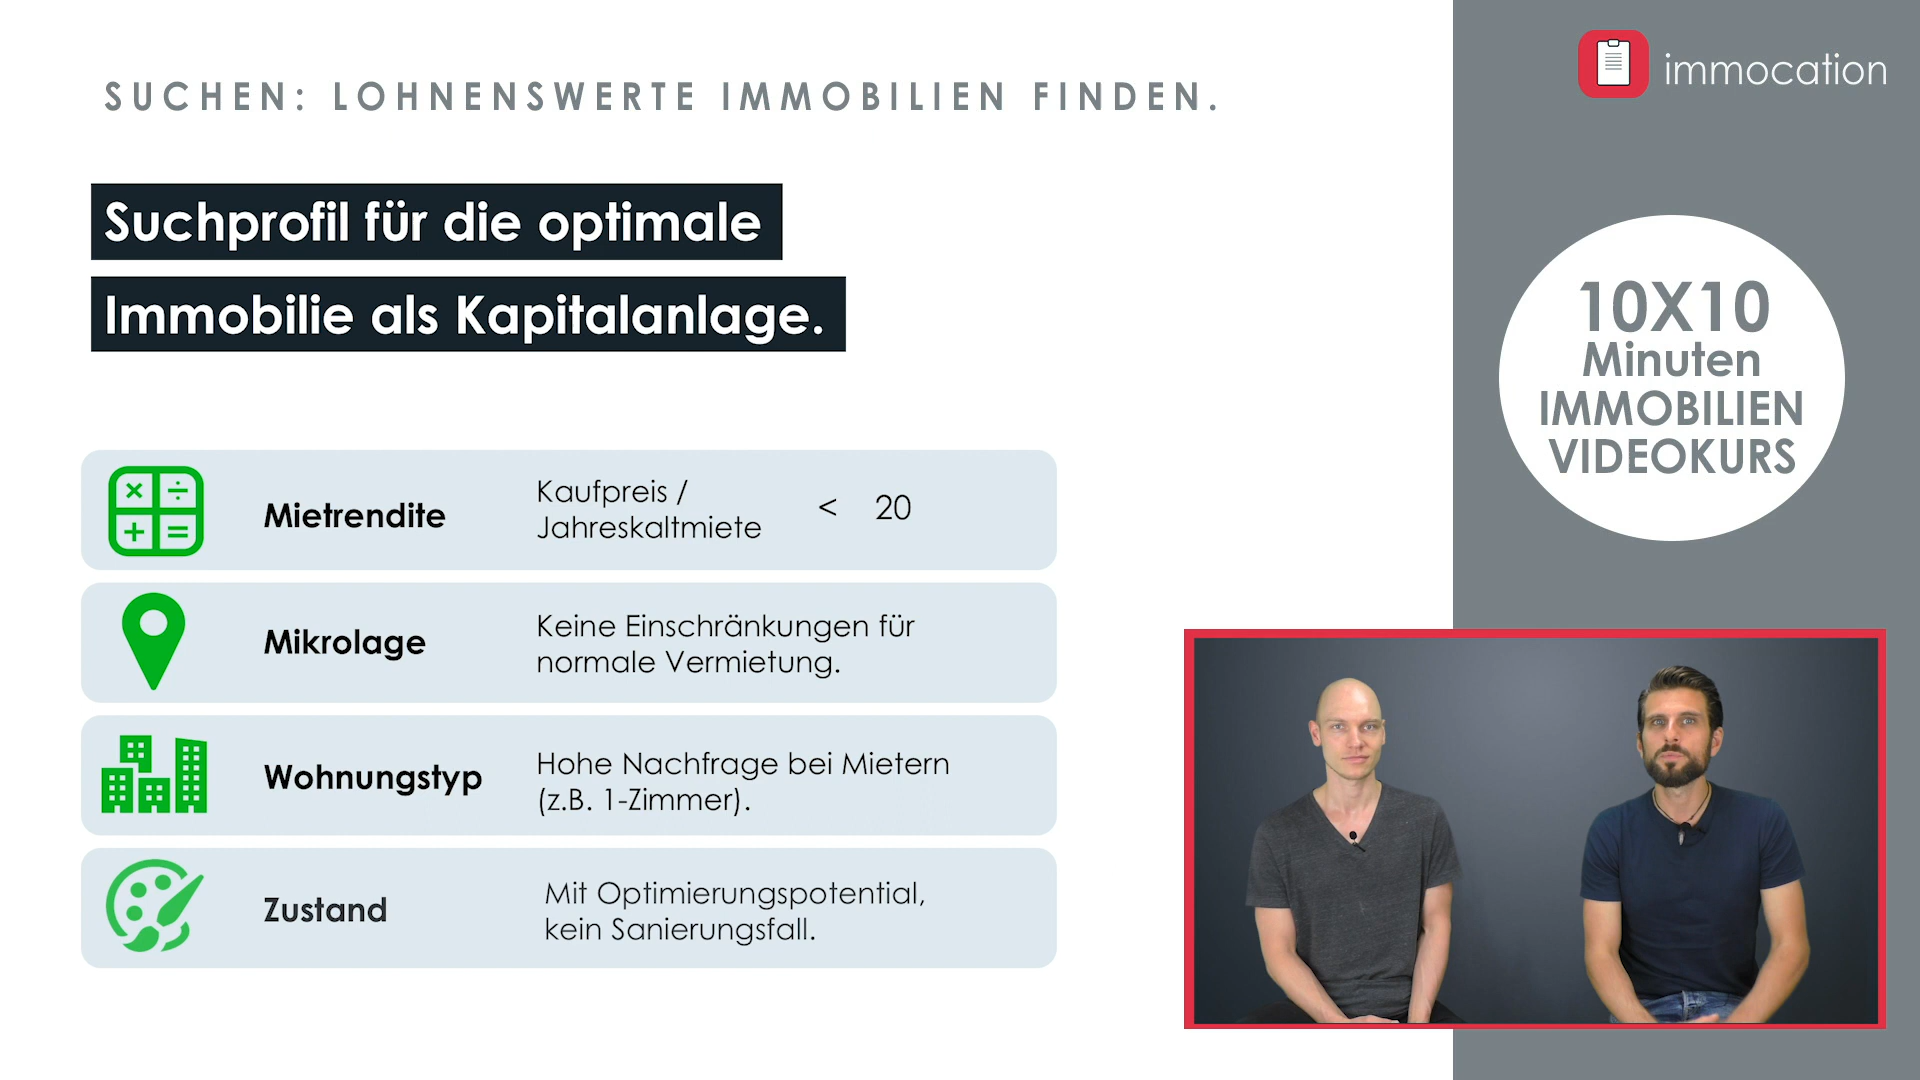 SUCHEN: LOHNENSWERTE IMMOBILIEN FINDEN.
immocation
Suchprofil für die optimale
Immobilie als Kapitalanlage.
10X10
Minuten
IMMOBILIEN
VIDEOKURS
Mietrendite
Kaufpreis /
Jahreskaltmiete
< 20
Mikrolage
Keine Einschränkungen für
normale Vermietung.
Wohnungstyp
Hohe Nachfrage bei Mietern
(z.B. 1-Zimmer).
Zustand
Mit Optimierungspotential,
kein Sanierungsfall.